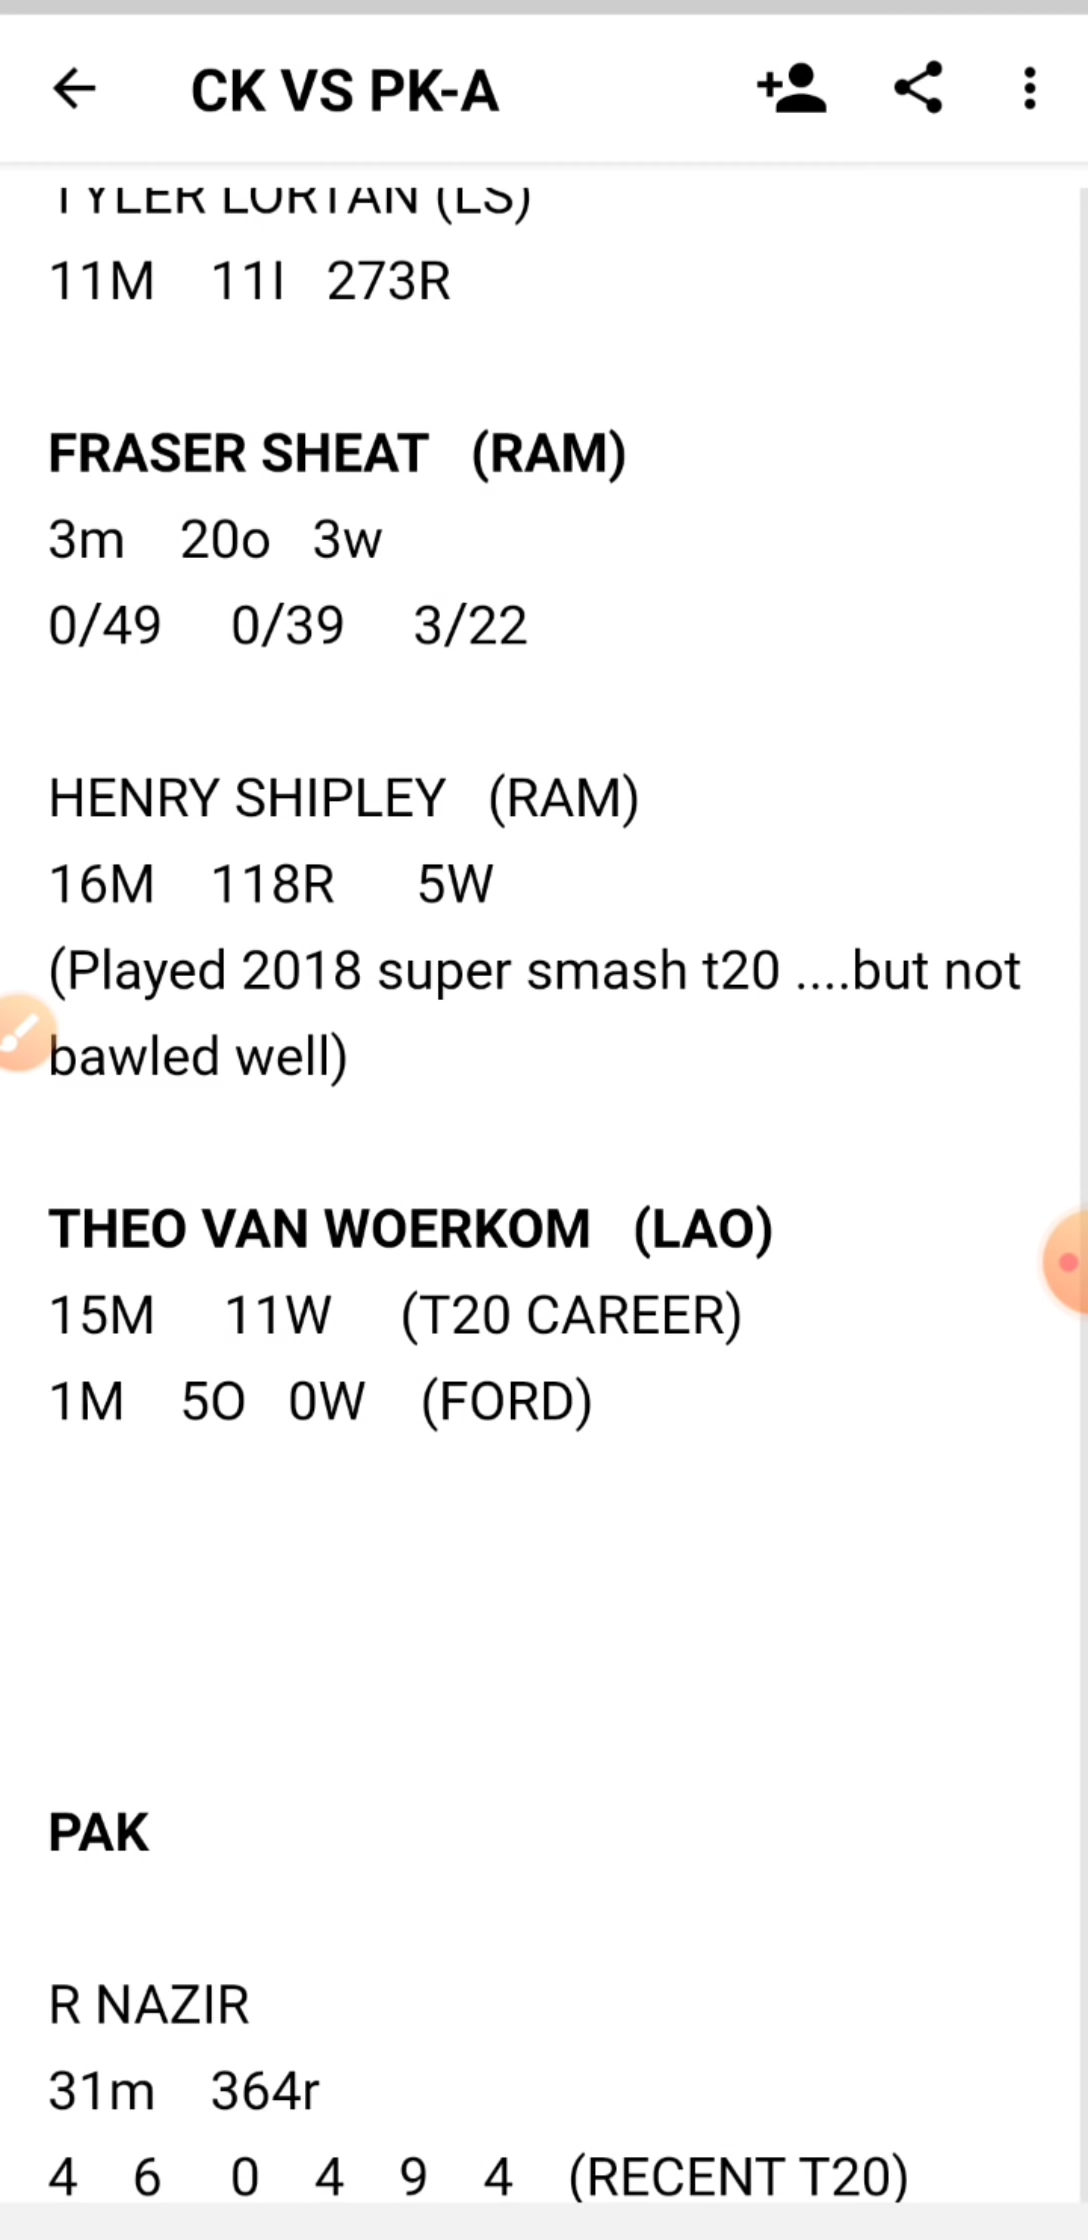 CK VS PK-A
TYLER LORTAN (LS)
11M 11I 273R
FRASER SHEAT (RAM)
3m 20o 3w
0/49 0/39 3/22
HENRY SHIPLEY (RAM)
16M 118R 5W
(Played 2018 super smash t20 ....but not
bawled well)
THEO VAN WOERKOM (LAO)
15M 11W (T20 CAREER)
1M 5O 0W (FORD)
PAK
R NAZIR
31m 364r
4 6 0 4 9 4 (RECENT T20)